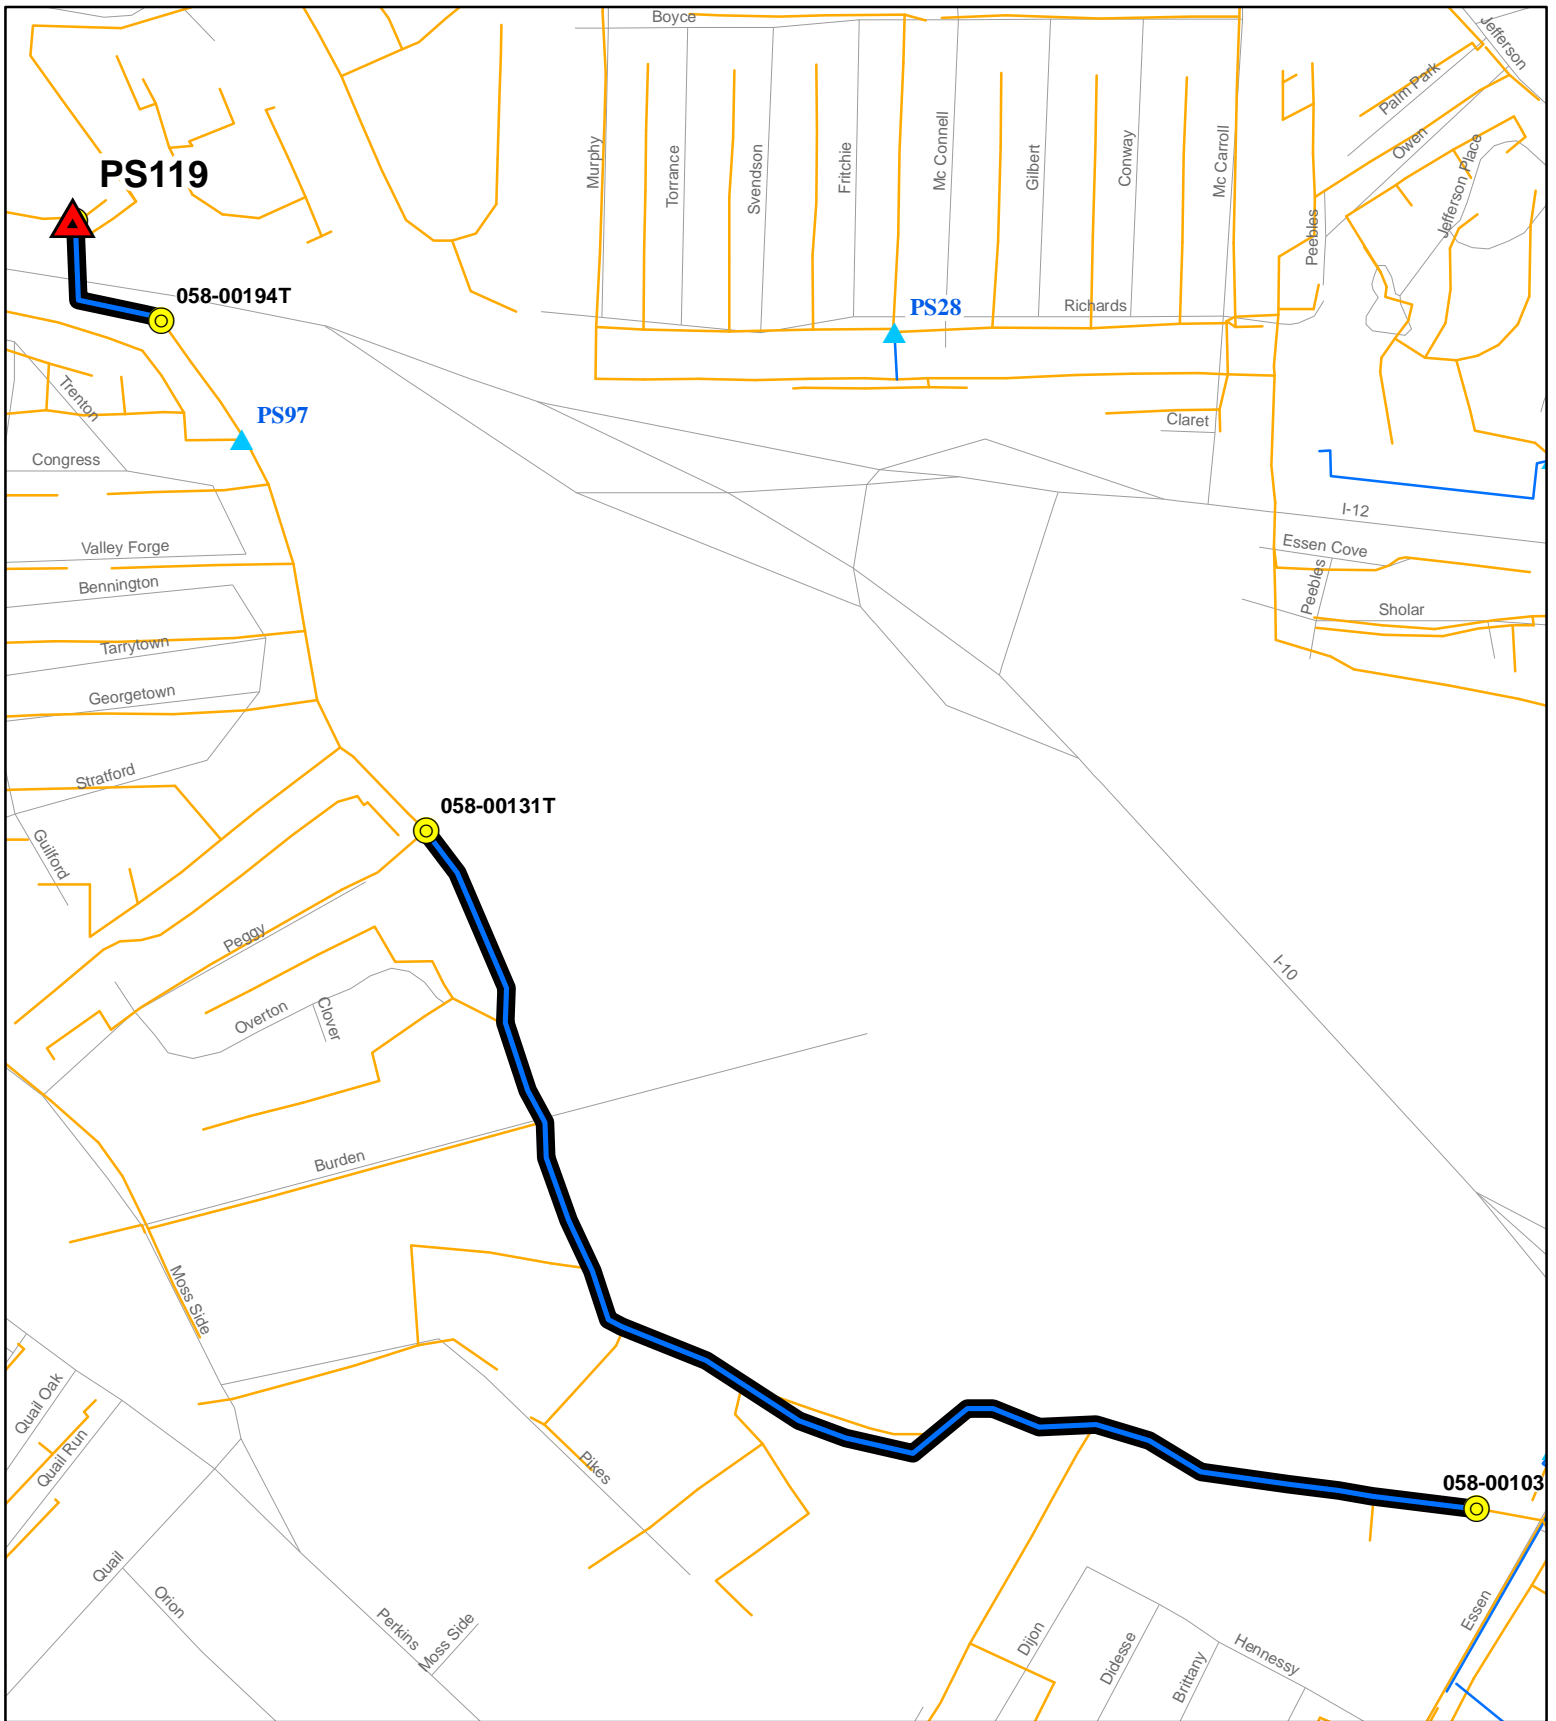 Boyce
Jefferson
Palm Park
Owen
Jefferson Place
Murphy
Torrance
Svendson
Fritchie
Mc Connell
Gilbert
Conway
Mc Carroll
Peebles
PS119
058-00194T
PS28
Richards
Trenton
PS97
Claret
Congress
I-12
Valley Forge
Essen Cove
Bennington
Peebles
Sholar
Tarrytown
Georgetown
Stratford
058-00131T
Guilford
Peggy
I-10
Overton
Clover
Burden
Moss Side
Quail Oak
Quail Run
Pikes
058-00103
Quail
Orion
Perkins
Moss Side
Dijon
Didesse
Brittany
Hennessy
Essen